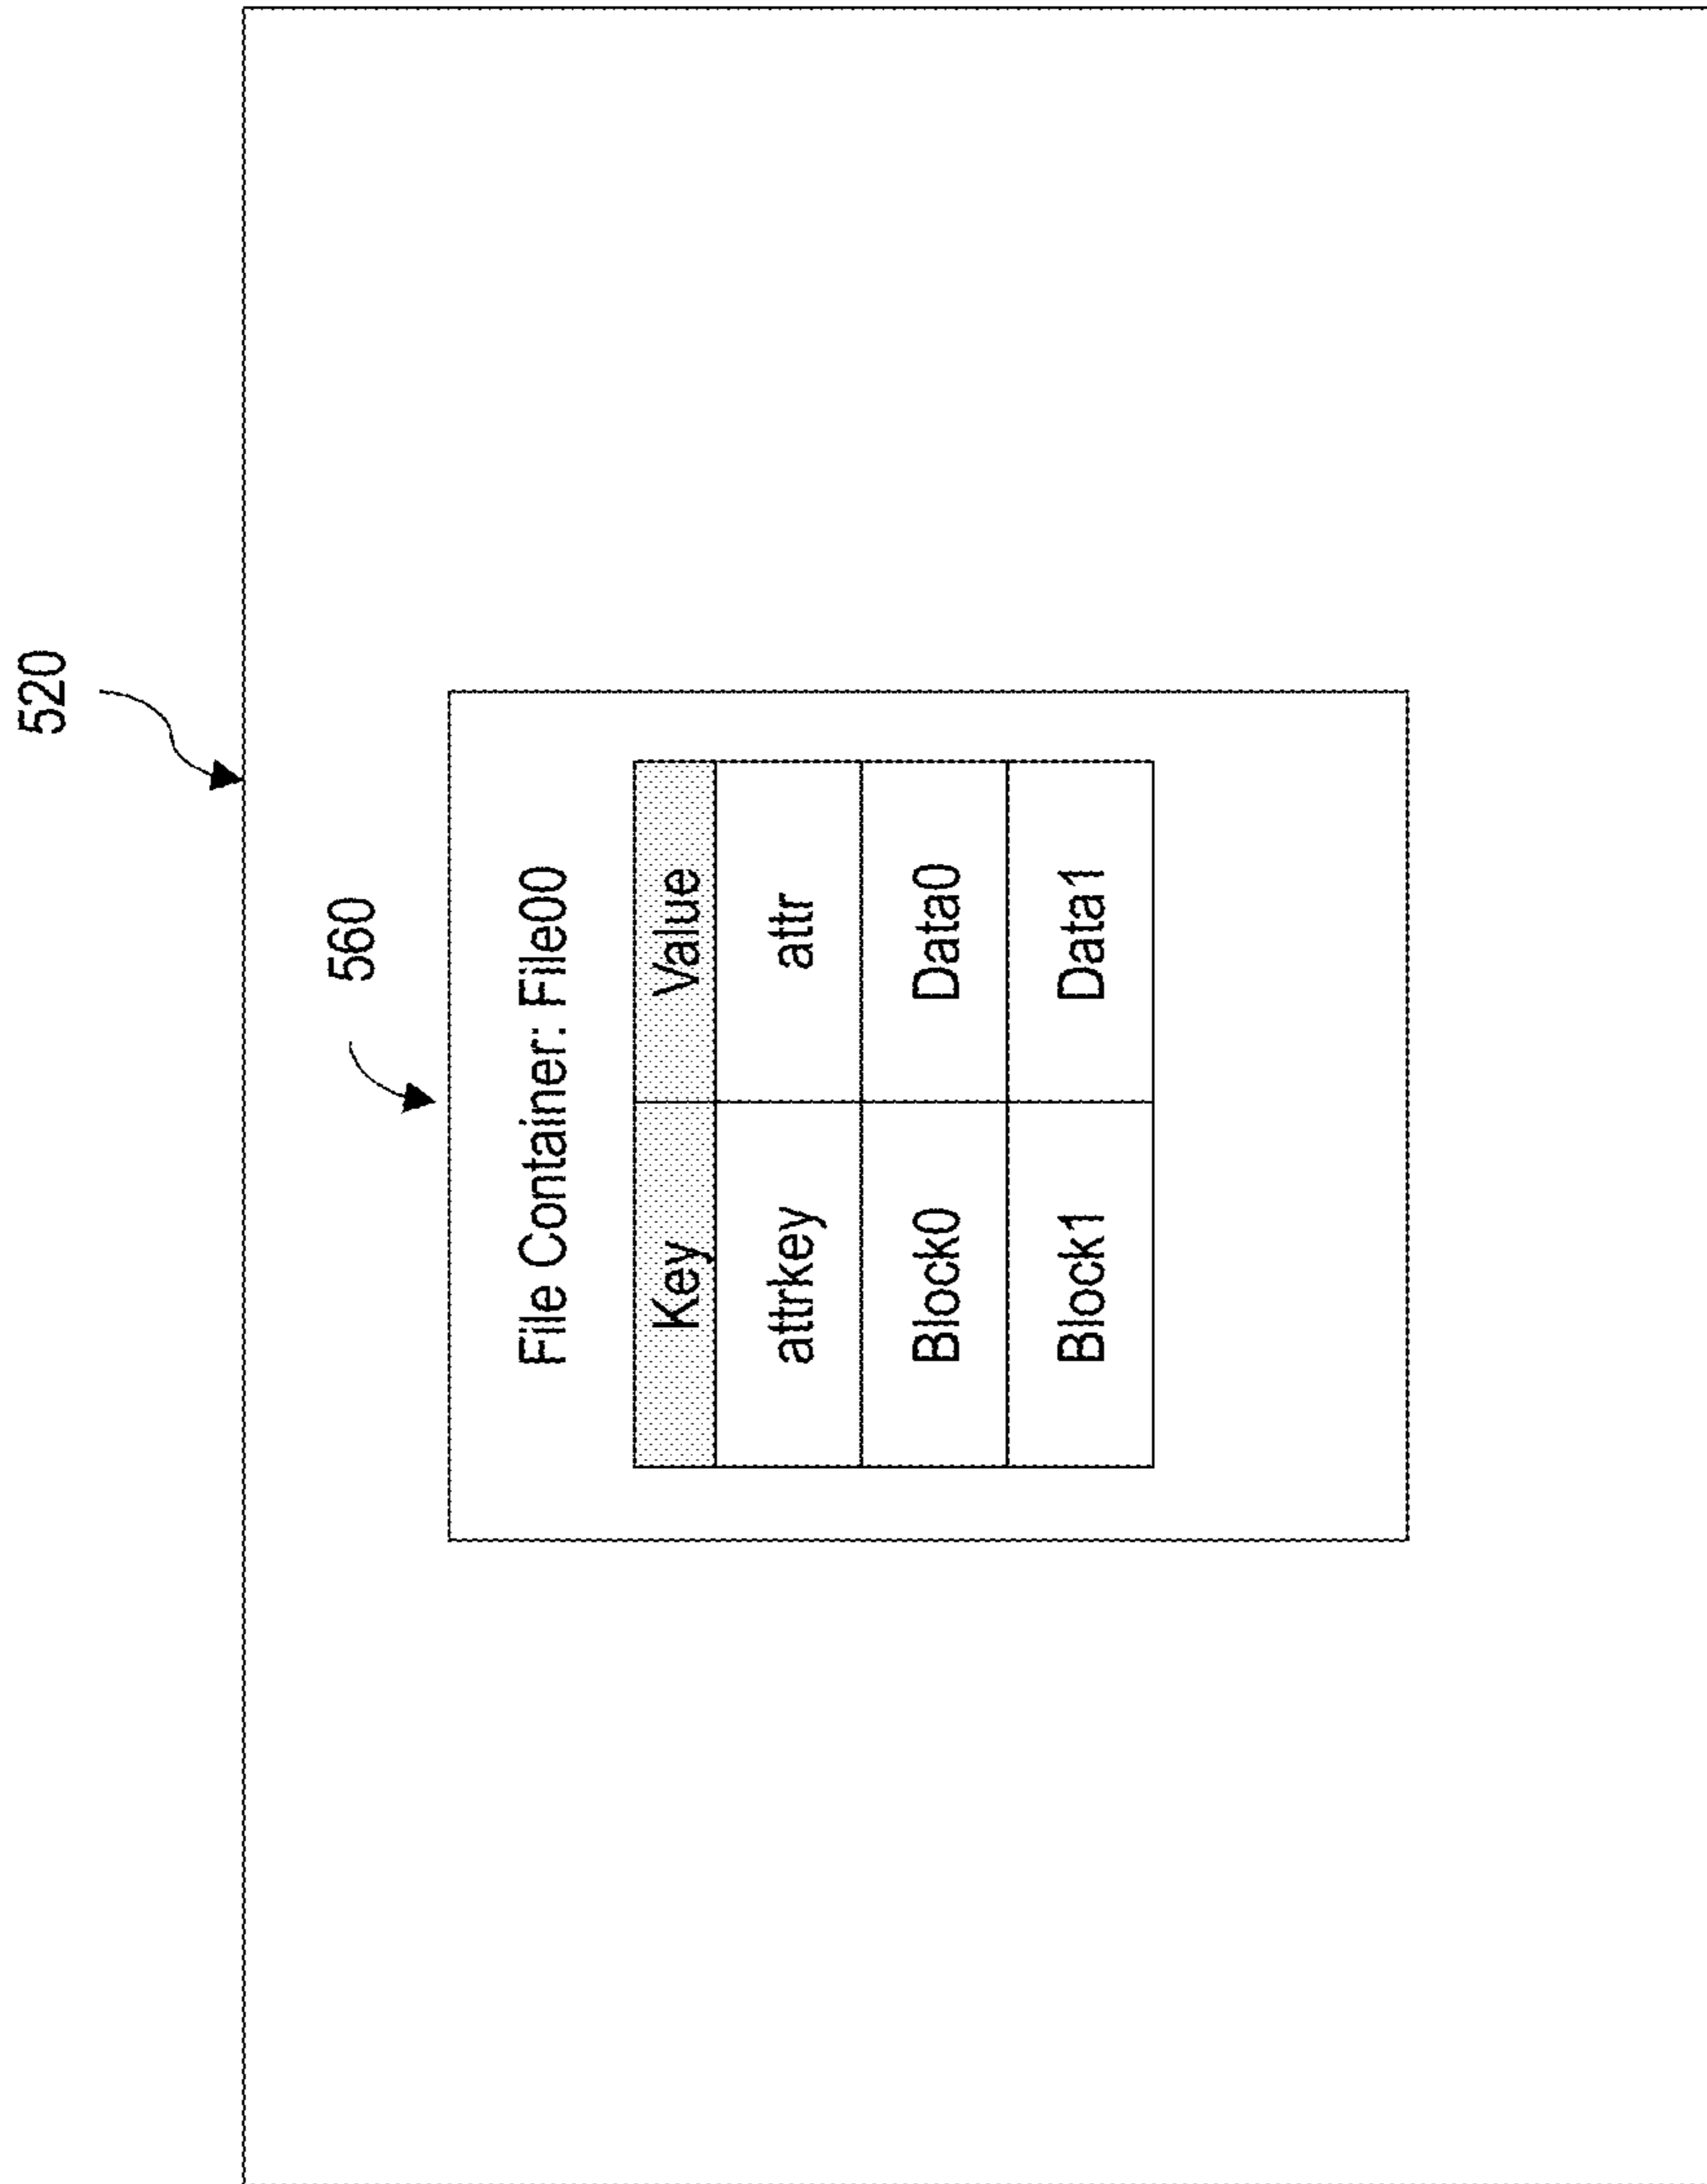 520
560
File Container: File00
Key Value
attrkey attr
Block0 Data0
Block1 Data1